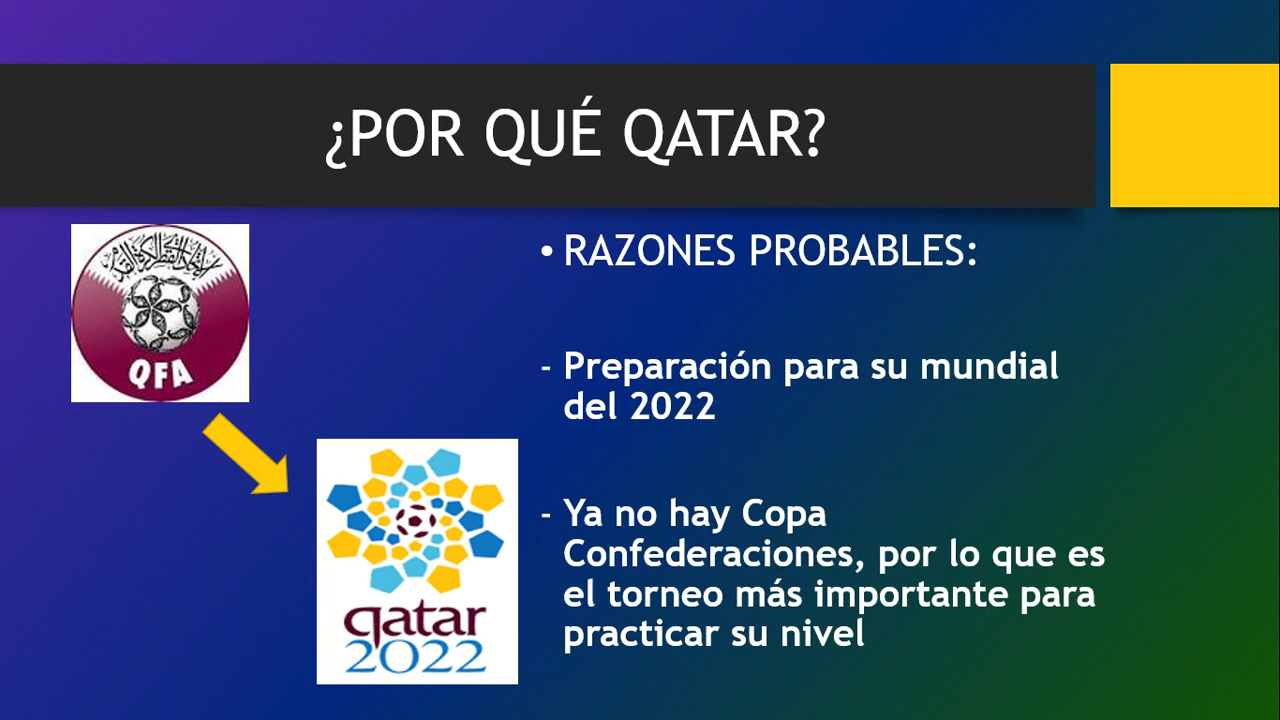 ¿POR QUÉ QATAR?
QFA
qatar
2022
• RAZONES PROBABLES:
- Preparación para su mundial
del 2022
- Ya no hay Copa
Confederaciones, por lo que es
el torneo más importante para
practicar su nivel